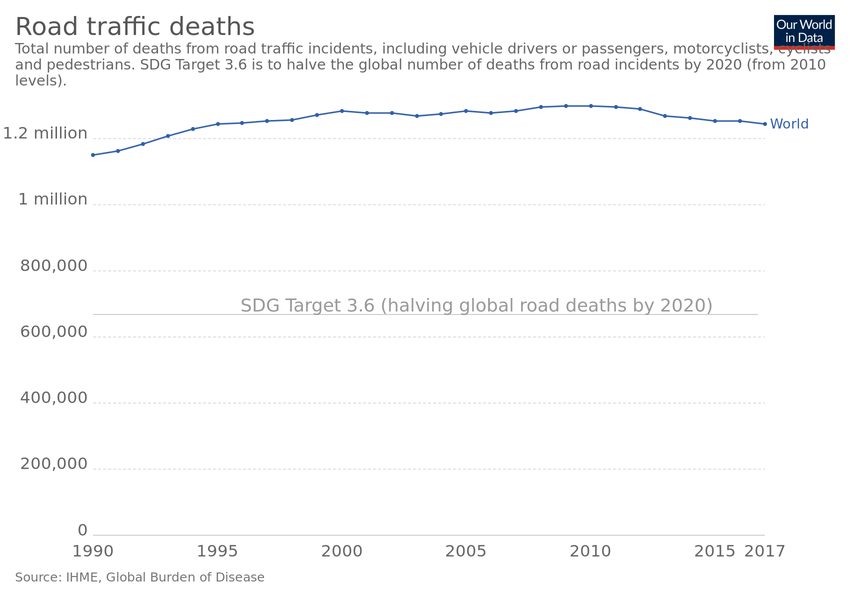 Road traffic deaths
Our World
in Data
Total number of deaths from road traffic incidents, including vehicle drivers or passengers, motorcyclists, cyclists
and pedestrians. SDG Target 3.6 is to halve the global number of deaths from road incidents by 2020 (from 2010
levels).
World
1.2 million
1 million
800,000
SDG Target 3.6 (halving global road deaths by 2020)
600,000
400,000
200,000
0
1990 1995 2000 2005 2010 2015 2017
Source: IHME, Global Burden of Disease